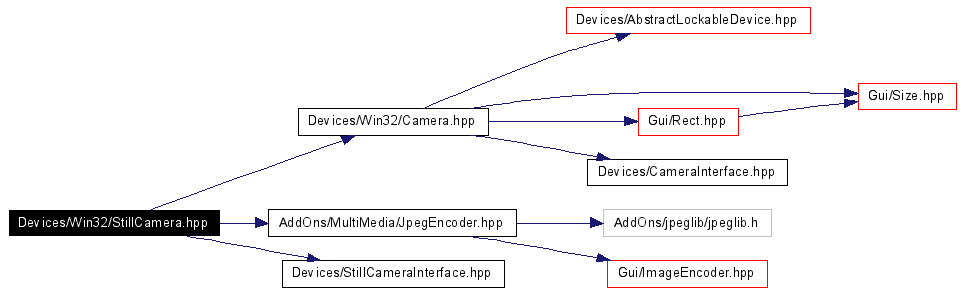 Devices/AbstractLockableDevice.hpp
Gui/Size.hpp
Devices/Win32/Camera.hpp
Gui/Rect.hpp
Devices/CameraInterface.hpp
Devices/Win32/StillCamera.hpp
AddOns/MultiMedia/JpegEncoder.hpp
AddOns/jpeglib/jpeglib.h
Devices/StillCameraInterface.hpp
Gui/ImageEncoder.hpp